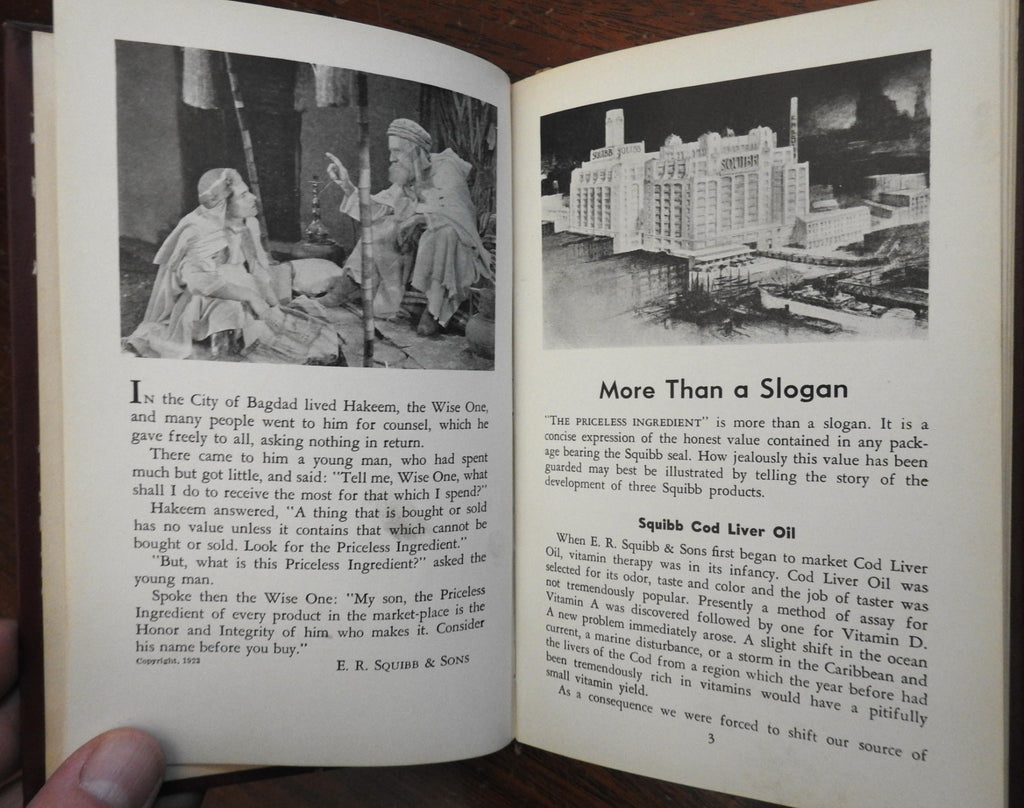 IN the City of Bagdad lived Hakeem, the Wise One,
and many people went to him for counsel, which he
gave freely to all, asking nothing in return.
There came to him a young man, who had spent
much but got little, and said: "Tell me, Wise One, what
shall I do to receive the most for that which I spend?"
Hakeem answered, "A thing that is bought or sold
has no value unless it contains that which cannot be
bought or sold. Look for the Priceless Ingredient."
"But, what is this Priceless Ingredient?" asked the
young man.
Spoke then the Wise One: "My son, the Priceless
Ingredient of every product in the market-place is the
Honor and Integrity of him who makes it. Consider
his name before you buy."
Copyright, 1922
E. R. SQUIBB & SONS
SQUIBB SQUIBB
SQUIBB
More Than a Slogan
"THE PRICELESS INGREDIENT" is more than a slogan. It is a
concise expression of the honest value contained in any pack-
age bearing the Squibb seal. How jealously this value has been
guarded may best be illustrated by telling the story of the
development of three Squibb products.
Squibb Cod Liver Oil
When E. R. Squibb & Sons first began to market Cod Liver
Oil, vitamin therapy was in its infancy. Cod Liver Oil was
selected for its odor, taste and color and the job of taster was
not tremendously popular. Presently a method of assay for
Vitamin A was discovered followed by one for Vitamin D.
A new problem immediately arose. A slight shift in the ocean
current, a marine disturbance, or a storm in the Caribbean and
the livers of the Cod from a region which the year before had
been tremendously rich in vitamins would have a pitifully
small vitamin yield.
As a consequence we were forced to shift our source of
3